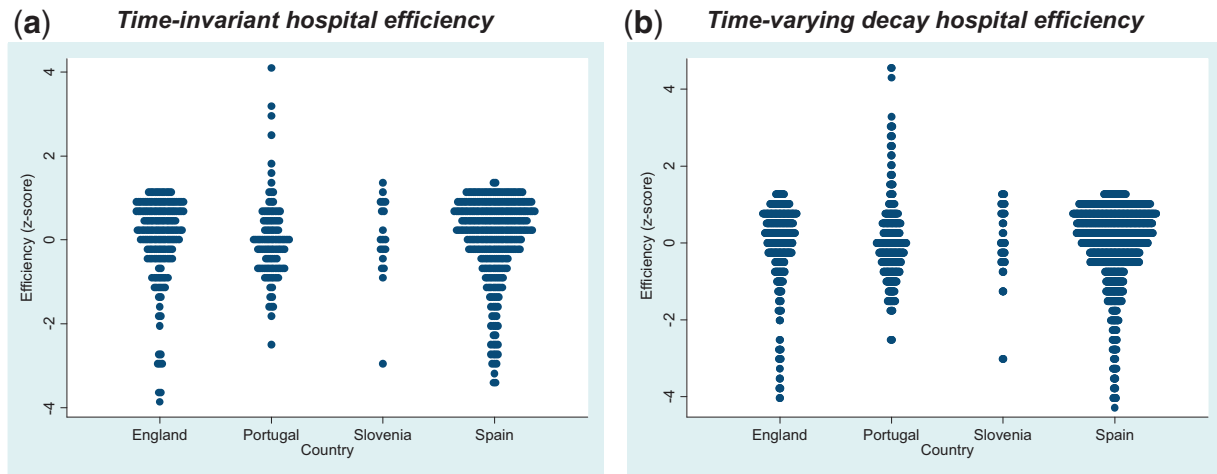 (a) Time-invariant hospital efficiency
Efficiency (z-score)
4
2
0
-2
-4
England Portugal Slovenia Spain
Country
(b) Time-varying decay hospital efficiency
Efficiency (z-score)
4
2
0
-2
-4
England Portugal Slovenia Spain
Country